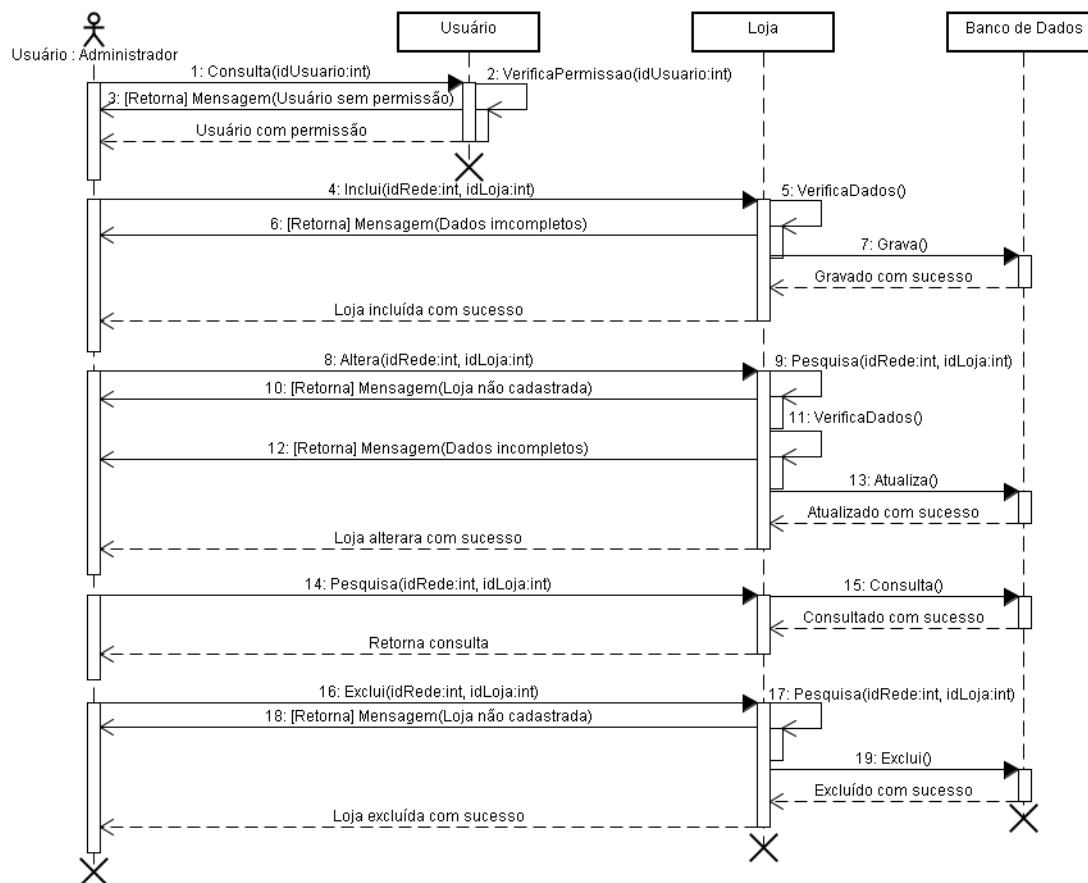 Usuário : Administrador
Usuário
Loja
Banco de Dados
1: Consulta(idUsuario:int)
2: VerificaPermissao(idUsuario:int)
3: [Retorna] Mensagem(Usuário sem permissão)
Usuário com permissão
4: Inclui(idRede:int, idLoja:int)
5: VerificaDados()
6: [Retorna] Mensagem(Dados imcompletos)
7: Grava()
Gravado com sucesso
Loja incluída com sucesso
8: Altera(idRede:int, idLoja:int)
9: Pesquisa(idRede:int, idLoja:int)
10: [Retorna] Mensagem(Loja não cadastrada)
11: VerificaDados()
12: [Retorna] Mensagem(Dados incompletos)
13: Atualiza()
Atualizado com sucesso
Loja alterara com sucesso
14: Pesquisa(idRede:int, idLoja:int)
15: Consulta()
Consultado com sucesso
Retorna consulta
16: Exclui(idRede:int, idLoja:int)
17: Pesquisa(idRede:int, idLoja:int)
18: [Retorna] Mensagem(Loja não cadastrada)
19: Exclui()
Excluído com sucesso
Loja excluída com sucesso